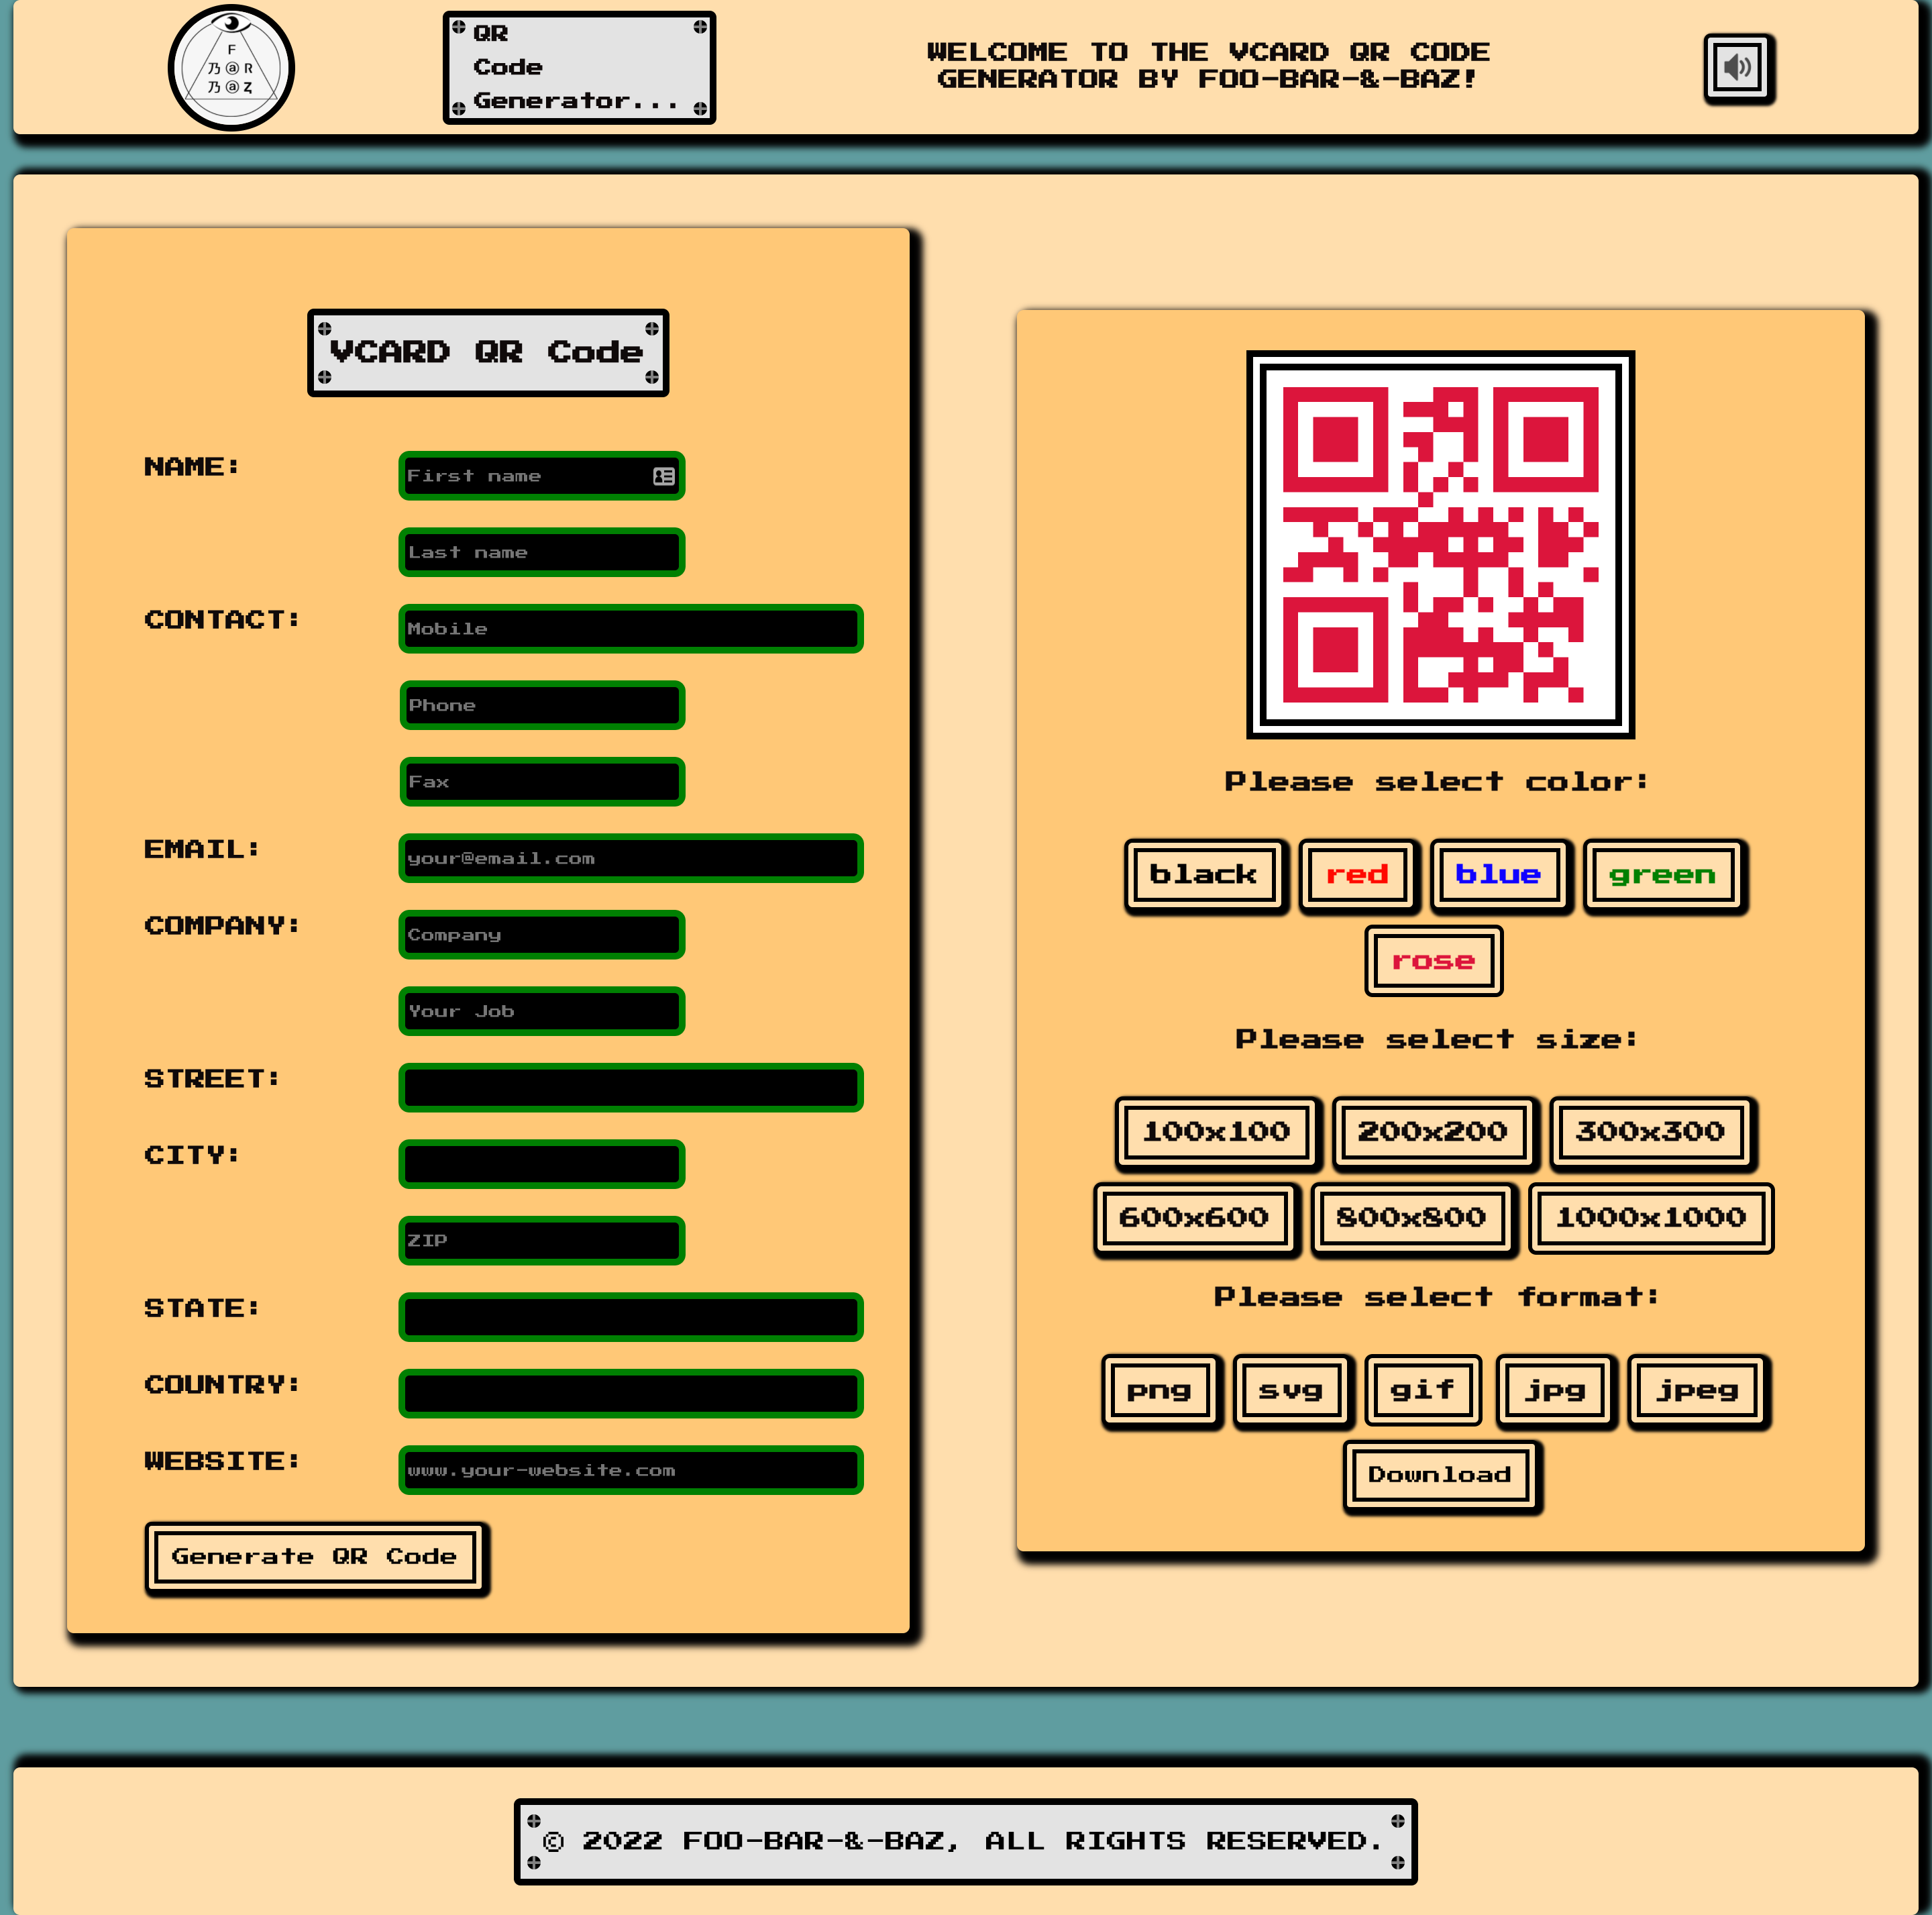 F
乃 @ R
乃 @ Z
QR
Code
Generator...
WELCOME TO THE VCARD QR CODE
GENERATOR BY FOO-BAR-&-BAZ!
VCARD QR Code
NAME:
First name
Last name
CONTACT:
Mobile
Phone
Fax
EMAIL:
your@email.com
COMPANY:
Company
Your Job
STREET:
CITY:
ZIP
STATE:
COUNTRY:
WEBSITE:
www.your-website.com
Generate QR Code
Please select color:
black red blue green
rose
Please select size:
100x100 200x200 300x300
600x600 800x800 1000x1000
Please select format:
png svg gif jpg jpeg
Download
© 2022 FOO-BAR-&-BAZ, ALL RIGHTS RESERVED.